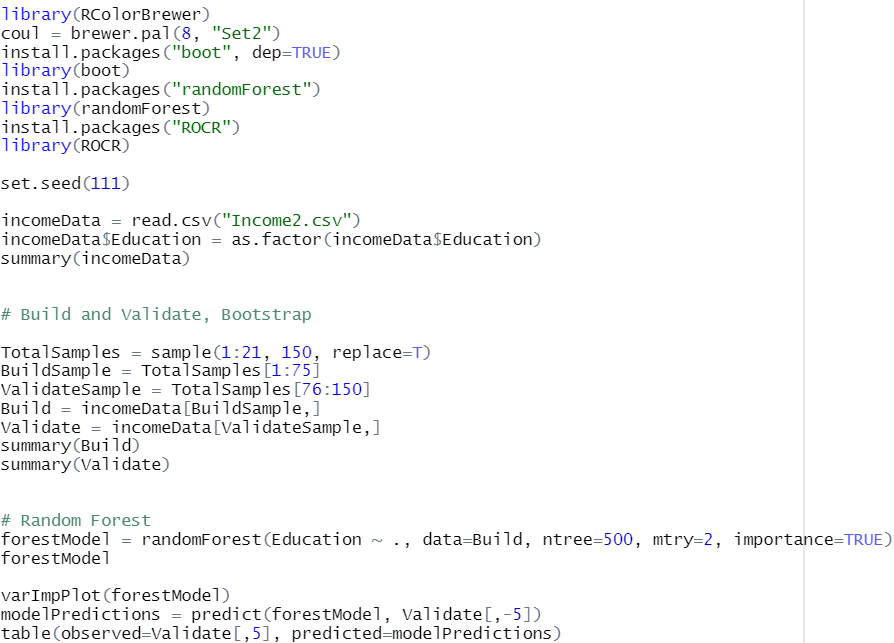 library(RColorBrewer)
coul = brewer.pal(8, "Set2")
install.packages("boot", dep=TRUE)
library(boot)
install.packages("randomForest")
library(randomForest)
install.packages("ROCR")
library(ROCR)
set.seed(111)
incomeData = read.csv("Income2.csv")
incomeData$Education = as.factor(incomeData$Education)
summary(incomeData)
# Build and Validate, Bootstrap
TotalSamples = sample(1:21, 150, replace=T)
BuildSample = TotalSamples[1:75]
ValidateSample = TotalSamples[76:150]
Build = incomeData[BuildSample,]
Validate = incomeData[ValidateSample,]
summary(Build)
summary(Validate)
# Random Forest
forestModel = randomForest(Education ~ ., data=Build, ntree=500, mtry=2, importance=TRUE)
forestModel
varImpPlot(forestModel)
modelPredictions = predict(forestModel, Validate[,-5])
table(observed=Validate[,5], predicted=modelPredictions)